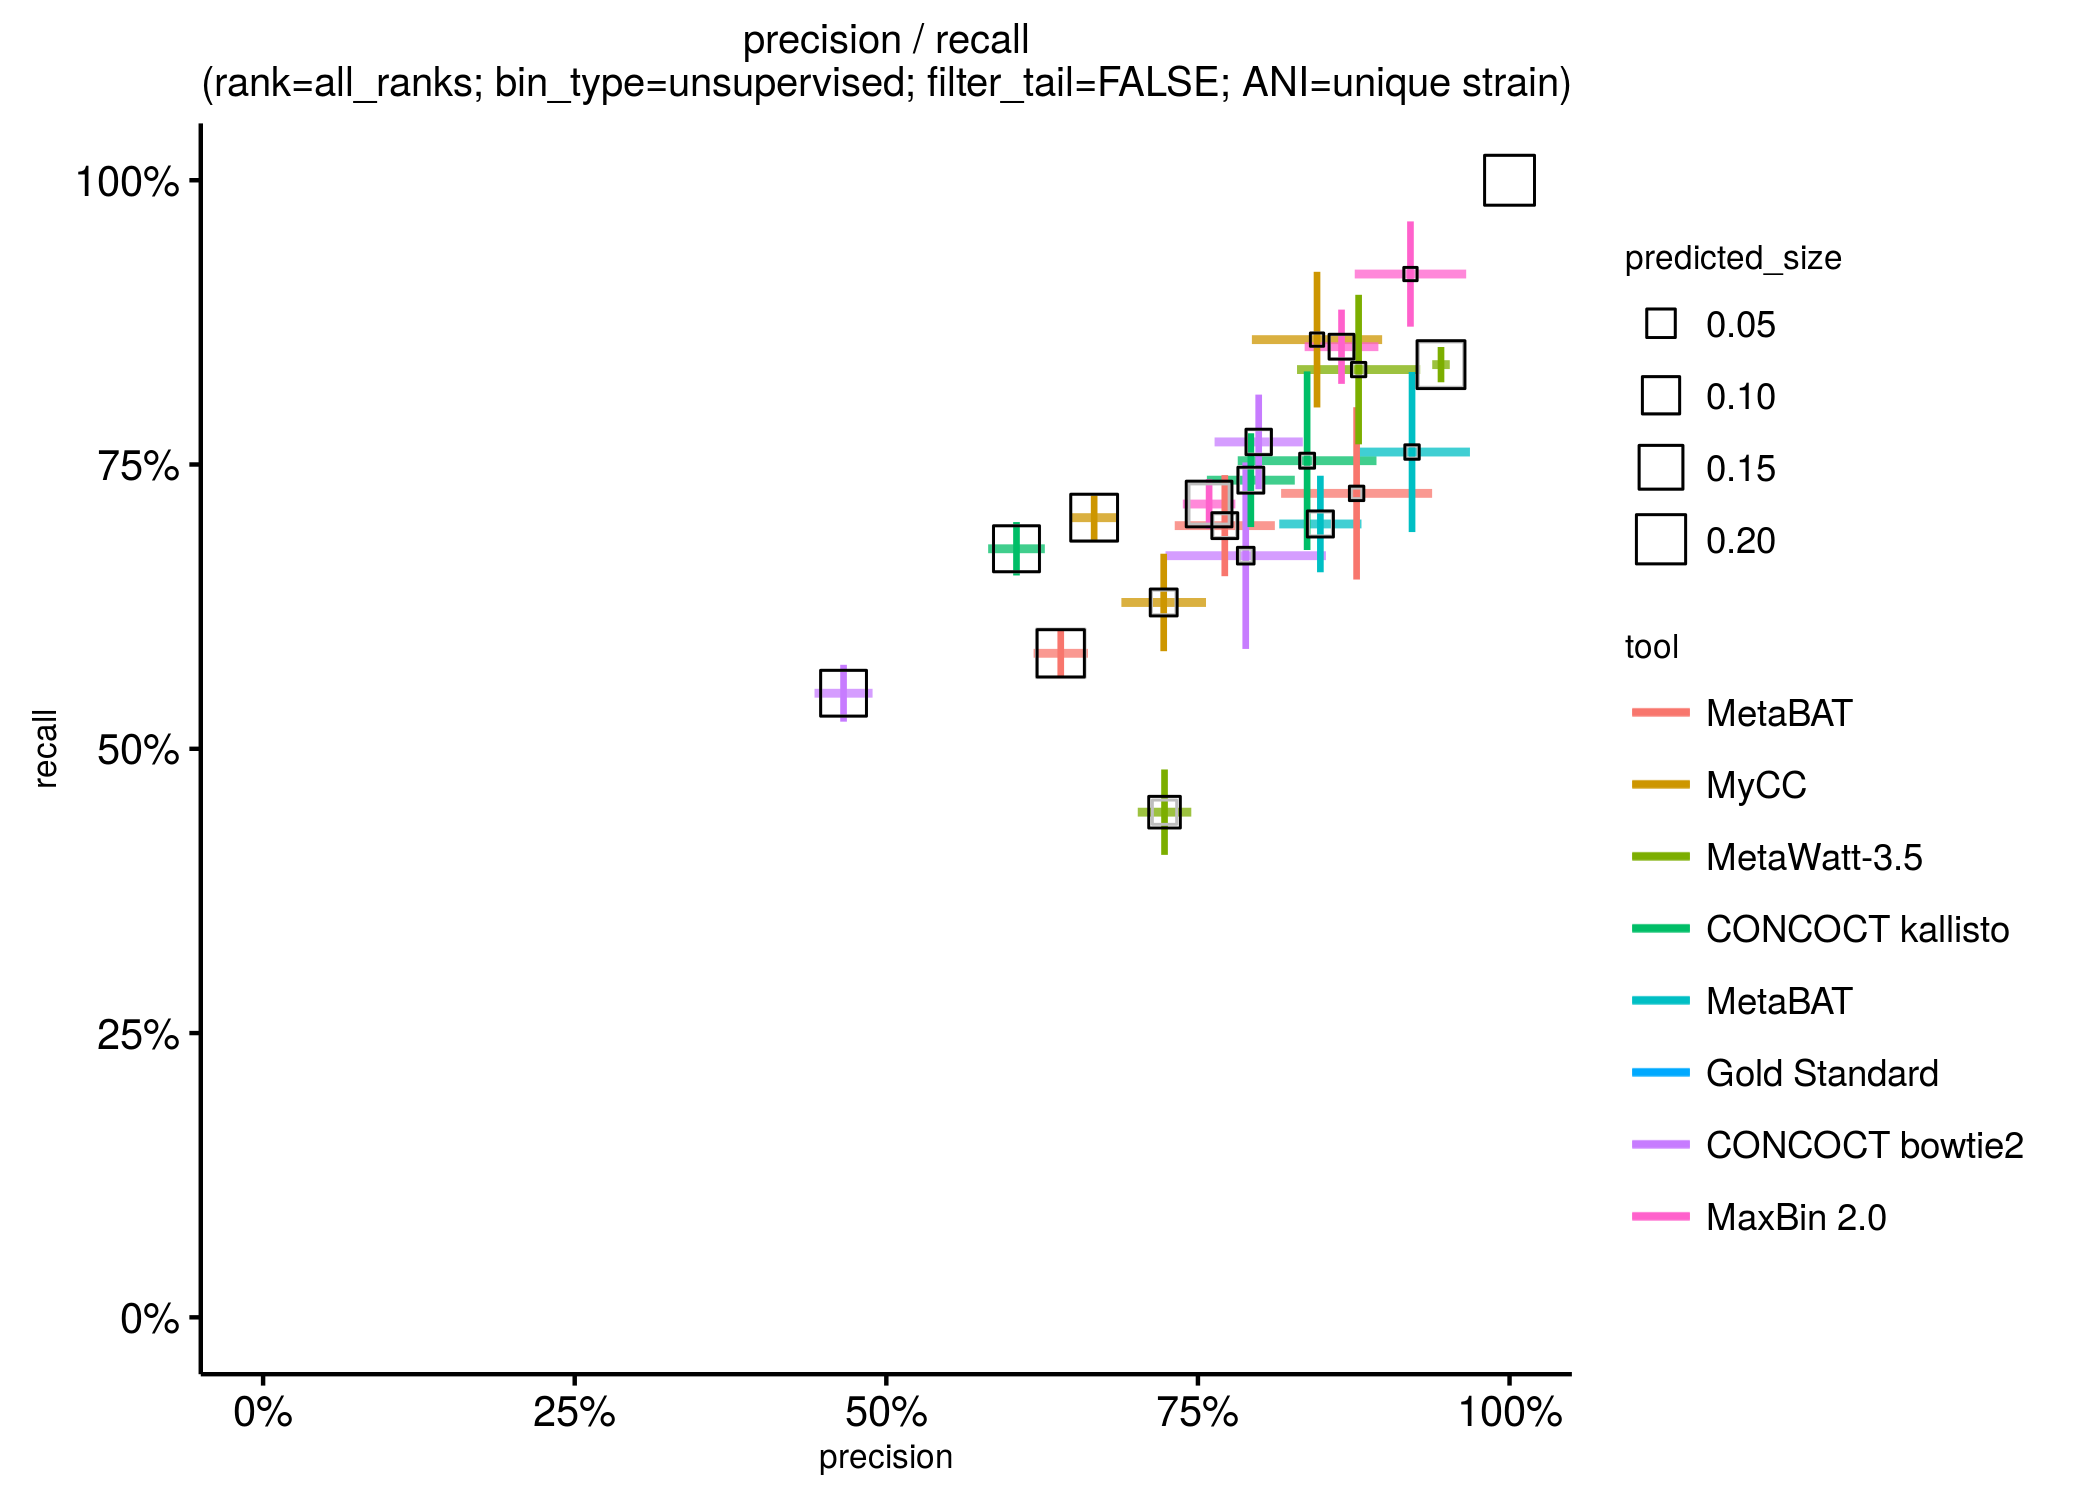 precision / recall
(rank=all_ranks; bin_type=unsupervised; filter_tail=FALSE; ANI=unique strain)
100%
75%
50%
25%
0%
recall
0%
25%
50%
75%
100%
precision
predicted_size
0.05
0.10
0.15
0.20
tool
MetaBAT
MyCC
MetaWatt-3.5
CONCOCT kallisto
MetaBAT
Gold Standard
CONCOCT bowtie2
MaxBin 2.0